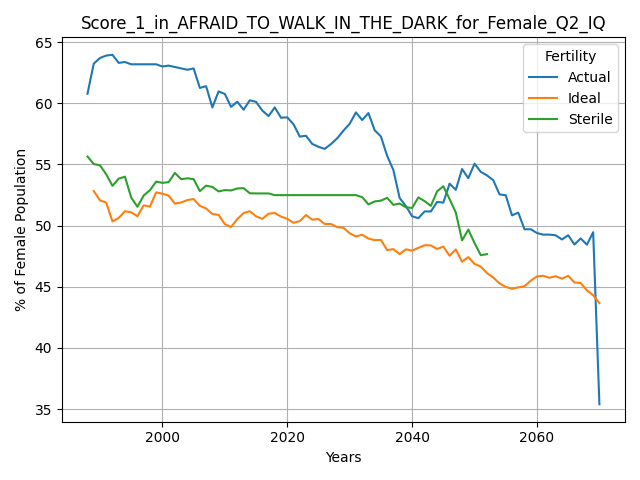 Score_1_in_AFRAID_TO_WALK_IN_THE_DARK_for_Female_Q2_IQ
Fertility
Actual
Ideal
Sterile
% of Female Population
65
60
55
50
45
40
35
2000
2020
2040
2060
Years